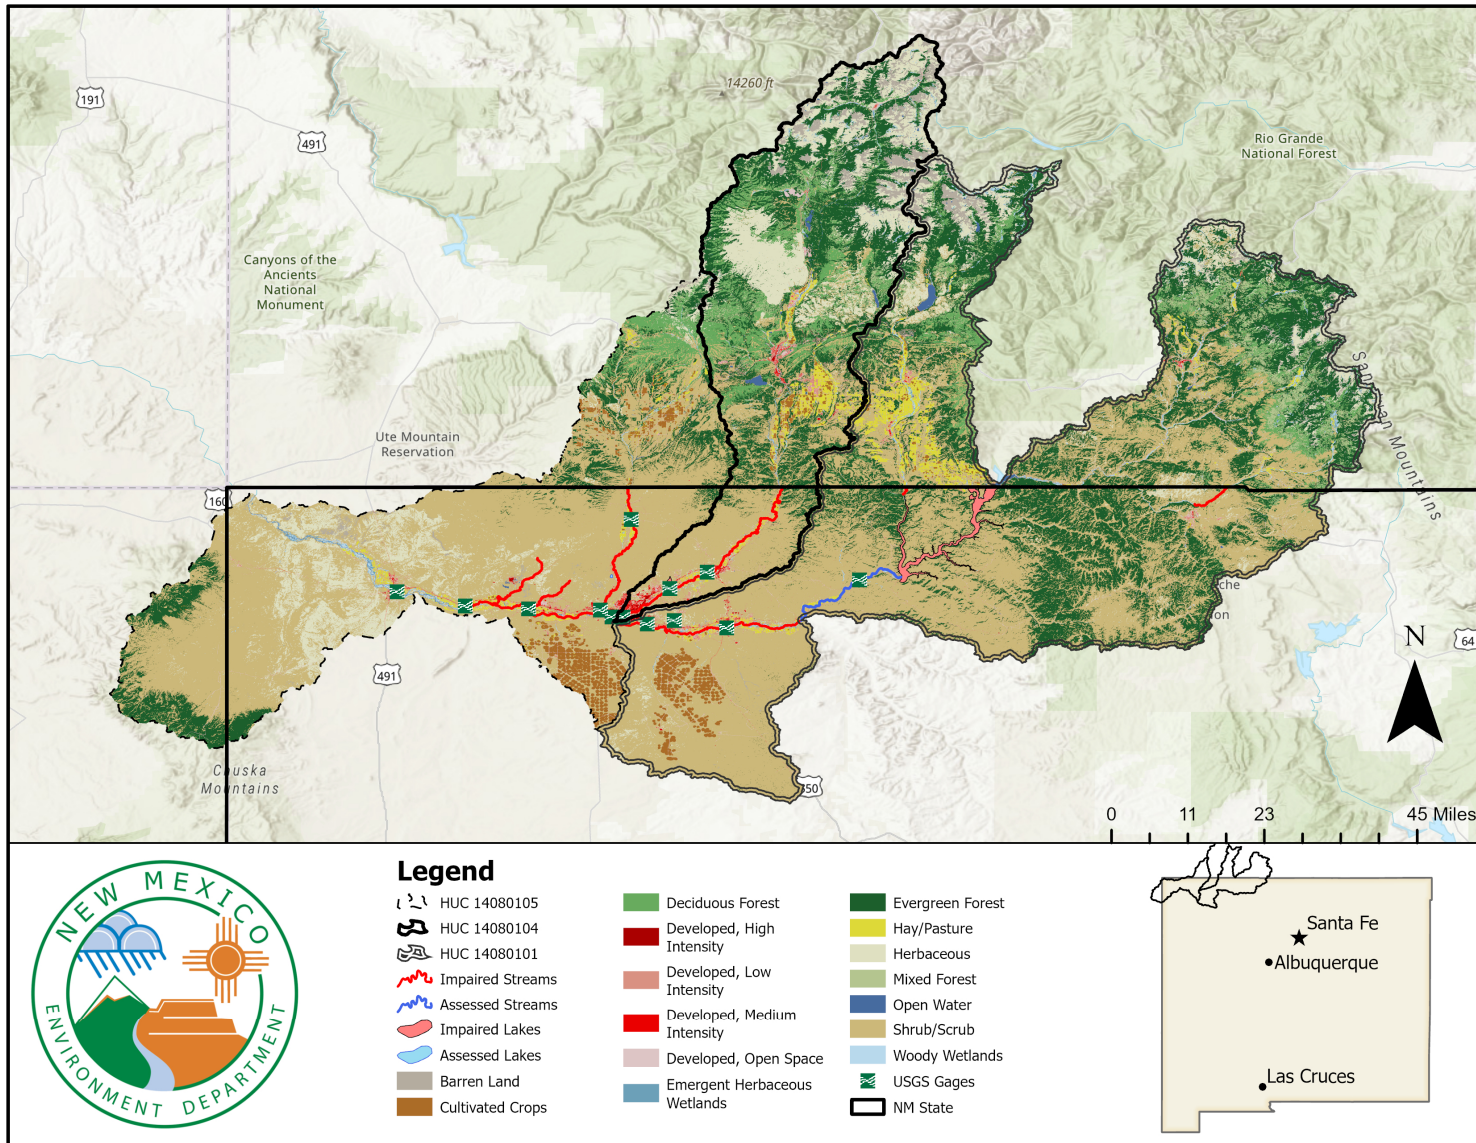 14260 ft
191
491
Rio Grande
National Forest
Canyons of the
Ancients
National
Monument
San Juan Mountains
Ute Mountain
Reservation
160
N
64
491
Chuska
Mountains
0 11 23 45 Miles
NEW MEXICO
ENVIRONMENT DEPARTMENT
Legend
HUC 14080105
HUC 14080104
HUC 14080101
Impaired Streams
Assessed Streams
Impaired Lakes
Assessed Lakes
Barren Land
Cultivated Crops
Deciduous Forest
Developed, High
Intensity
Developed, Low
Intensity
Developed, Medium
Intensity
Developed, Open Space
Emergent Herbaceous
Wetlands
Evergreen Forest
Hay/Pasture
Herbaceous
Mixed Forest
Open Water
Shrub/Scrub
Woody Wetlands
USGS Gages
NM State
Santa Fe
Albuquerque
Las Cruces